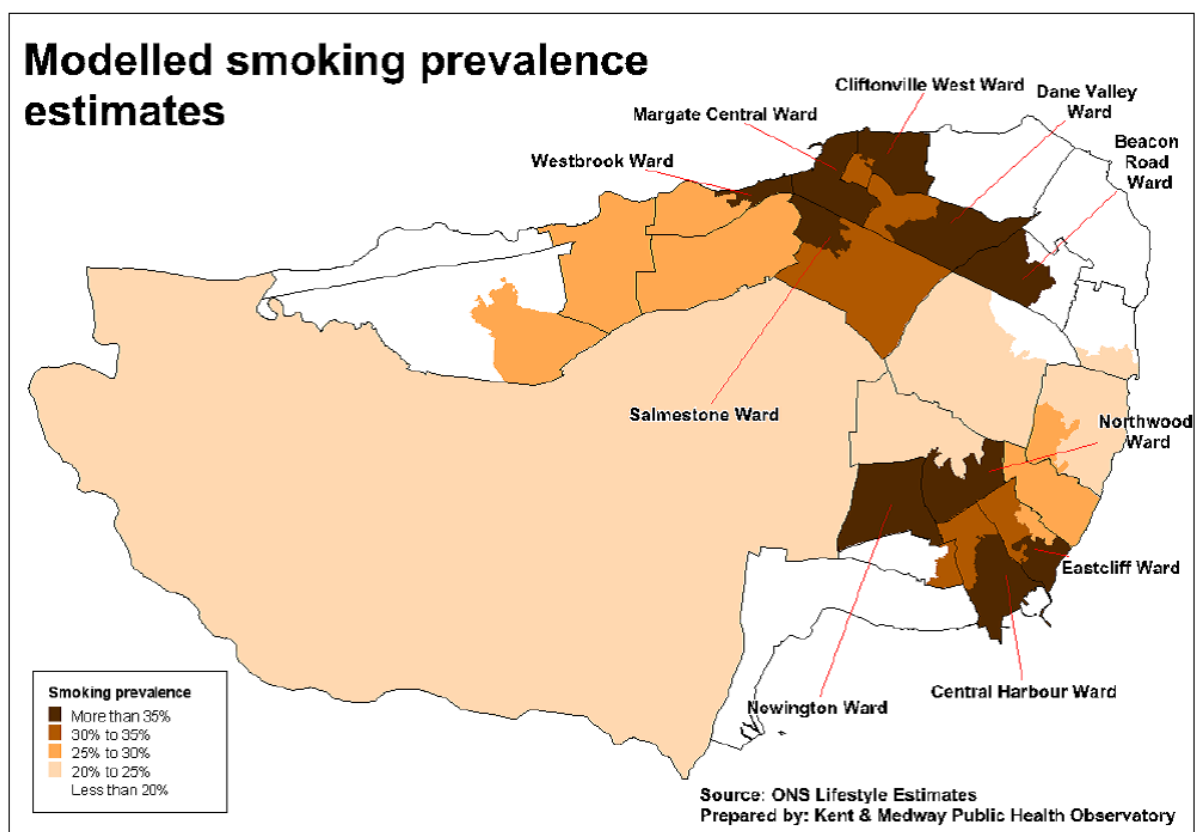 Modelled smoking prevalence
estimates
Cliftonville West Ward
Dane Valley
Ward
Margate Central Ward
Beacon
Road
Ward
Westbrook Ward
Salmestone Ward
Northwood
Ward
Eastcliff Ward
Central Harbour Ward
Newington Ward
Smoking prevalence
More than 35%
30% to 35%
25% to 30%
20% to 25%
Less than 20%
Source: ONS Lifestyle Estimates
Prepared by: Kent & Medway Public Health Observatory